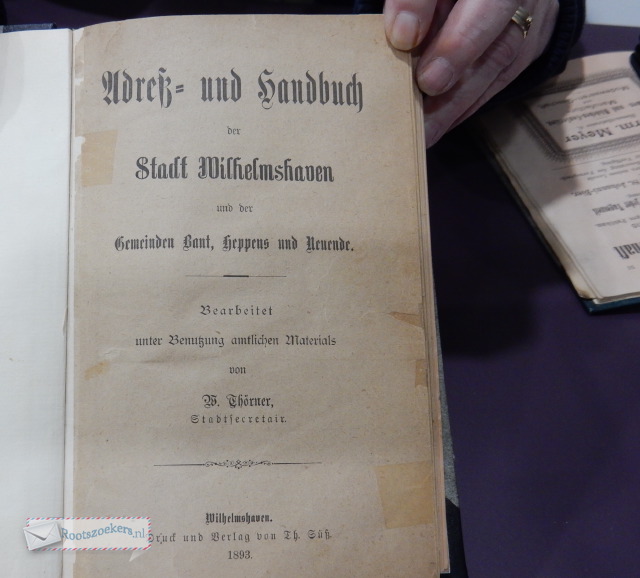 Adreß- und Handbuch
der
Stadt Wilhelmshaven
und der
Gemeinden Bant, Heppens und Neuende.
Bearbeitet
unter Benutzung amtlichen Materials
von
W. Thörner,
Stadtsecretair.
Wilhelmshaven.
Druck und Verlag von Th. Süß.
1893.
Rootszoekers.nl
Meyer